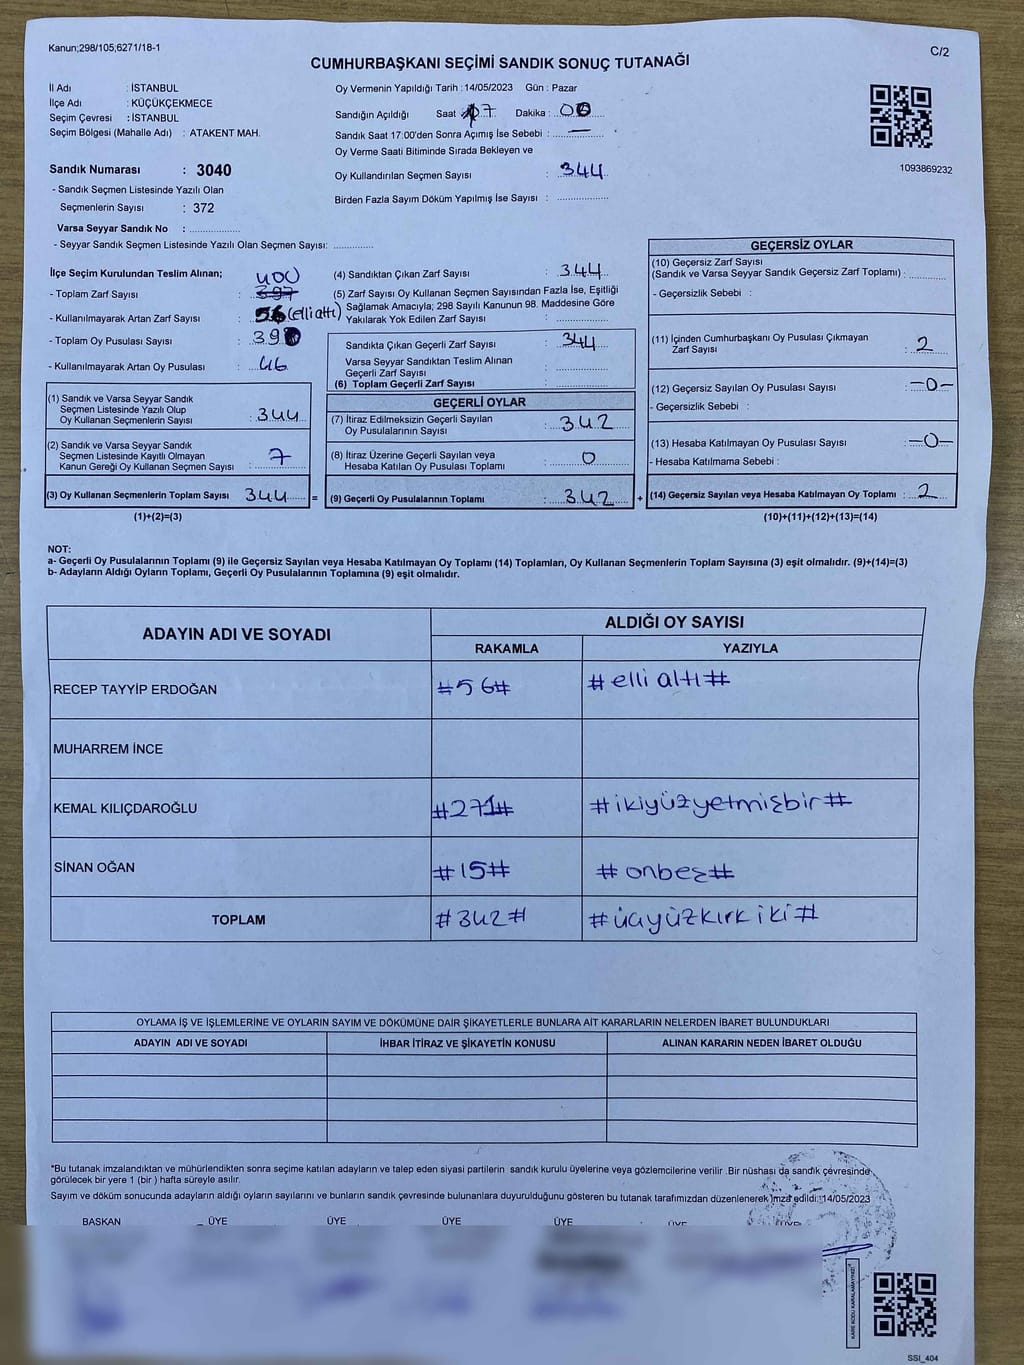 Kanun;298/105;6271/18-1
C/2
CUMHURBAŞKANI SEÇİMİ SANDIK SONUÇ TUTANAĞI
İl Adı : İSTANBUL
İlçe Adı : KÜÇÜKÇEKMECE
Seçim Çevresi : İSTANBUL
Seçim Bölgesi (Mahalle Adı) : ATAKENT MAH.
Sandık Numarası : 3040
- Sandık Seçmen Listesinde Yazılı Olan
Seçmenlerin Sayısı : 372
Varsa Seyyar Sandık No :
- Seyyar Sandık Seçmen Listesinde Yazılı Olan Seçmen Sayısı:
Oy Vermenin Yapıldığı Tarih :14/05/2023 Gün : Pazar
Sandığın Açıldığı Saat 17 Dakika : 00
Sandık Saat 17:00'den Sonra Açımış İse Sebebi : —
Oy Verme Saati Bitiminde Sırada Bekleyen ve
Oy Kullandırılan Seçmen Sayısı : 344
Birden Fazla Sayım Döküm Yapılmış İse Sayısı :
1093869232
İlçe Seçim Kurulundan Teslim Alınan;
400
- Toplam Zarf Sayısı : 397
- Kullanılmayarak Artan Zarf Sayısı : 56 (elli altı)
- Toplam Oy Pusulası Sayısı : 390
- Kullanılmayarak Artan Oy Pusulası : 46
(1) Sandık ve Varsa Seyyar Sandık
Seçmen Listesinde Yazılı Olup
Oy Kullanan Seçmenlerin Sayısı : 344
(2) Sandık ve Varsa Seyyar Sandık
Seçmen Listesinde Kayıtlı Olmayan
Kanun Gereği Oy Kullanan Seçmen Sayısı : 7
(3) Oy Kullanan Seçmenlerin Toplam Sayısı 344
(1)+(2)=(3)
(4) Sandıktan Çıkan Zarf Sayısı : 344
(5) Zarf Sayısı Oy Kullanan Seçmen Sayısından Fazla İse, Eşitliği
Sağlamak Amacıyla; 298 Sayılı Kanunun 98. Maddesine Göre
Yakılarak Yok Edilen Zarf Sayısı :
Sandıkta Çıkan Geçerli Zarf Sayısı : 344
Varsa Seyyar Sandıktan Teslim Alınan
Geçerli Zarf Sayısı :
(6) Toplam Geçerli Zarf Sayısı :
GEÇERLİ OYLAR
(7) İtiraz Edilmeksizin Geçerli Sayılan
Oy Pusulalarının Sayısı : 342
(8) İtiraz Üzerine Geçerli Sayılan veya
Hesaba Katılan Oy Pusulası Toplamı : 0
= (9) Geçerli Oy Pusulalarının Toplamı : 342 +
GEÇERSİZ OYLAR
(10) Geçersiz Zarf Sayısı
(Sandık ve Varsa Seyyar Sandık Geçersiz Zarf Toplamı) :
- Geçersizlik Sebebi :
(11) İçinden Cumhurbaşkanı Oy Pusulası Çıkmayan
Zarf Sayısı : 2
(12) Geçersiz Sayılan Oy Pusulası Sayısı : -0-
- Geçersizlik Sebebi :
(13) Hesaba Katılmayan Oy Pusulası Sayısı : -0-
- Hesaba Katılmama Sebebi :
(14) Geçersiz Sayılan veya Hesaba Katılmayan Oy Toplamı : 2
(10)+(11)+(12)+(13)=(14)
NOT:
a- Geçerli Oy Pusulalarının Toplamı (9) ile Geçersiz Sayılan veya Hesaba Katılmayan Oy Toplamı (14) Toplamları, Oy Kullanan Seçmenlerin Toplam Sayısına (3) eşit olmalıdır. (9)+(14)=(3)
b- Adayların Aldığı Oyların Toplamı, Geçerli Oy Pusulalarının Toplamına (9) eşit olmalıdır.
ADAYIN ADI VE SOYADI
ALDIĞI OY SAYISI
RAKAMLA YAZIYLA
RECEP TAYYİP ERDOĞAN #56# #elli altı#
MUHARREM İNCE
KEMAL KILIÇDAROĞLU #271# #ikiyüzyetmişbir#
SİNAN OĞAN #15# #onbeş#
TOPLAM #342# #üçyüzkırkiki#
OYLAMA İŞ VE İŞLEMLERİNE VE OYLARIN SAYIM VE DÖKÜMÜNE DAİR ŞİKAYETLERLE BUNLARA AİT KARARLARIN NELERDEN İBARET BULUNDUKLARI
ADAYIN ADI VE SOYADI İHBAR İTİRAZ VE ŞİKAYETİN KONUSU ALINAN KARARIN NEDEN İBARET OLDUĞU
*Bu tutanak imzalandıktan ve mühürlendikten sonra seçime katılan adayların ve talep eden siyasi partilerin sandık kurulu üyelerine veya gözlemcilerine verilir .Bir nüshası da sandık çevresinde
görülecek bir yere 1 (bir ) hafta süreyle asılır.
Sayım ve döküm sonucunda adayların aldığı oyların sayılarını ve bunların sandık çevresinde bulunanlara duyurulduğunu gösteren bu tutanak tarafımızdan düzenlenerek imza edildi. 14/05/2023
BAŞKAN ÜYE ÜYE ÜYE ÜYE ÜYE ÜYE
KARE KODU KARALAMAYINIZ!
SSİ_404